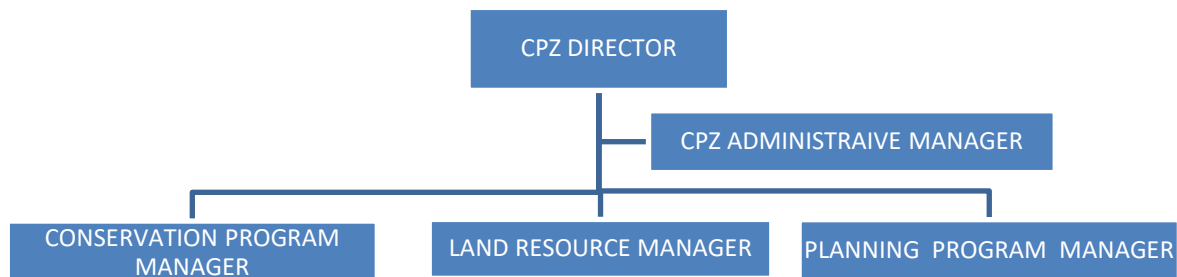 CPZ DIRECTOR
CPZ ADMINISTRAIVE MANAGER
CONSERVATION PROGRAM
MANAGER
LAND RESOURCE MANAGER
PLANNING PROGRAM MANAGER